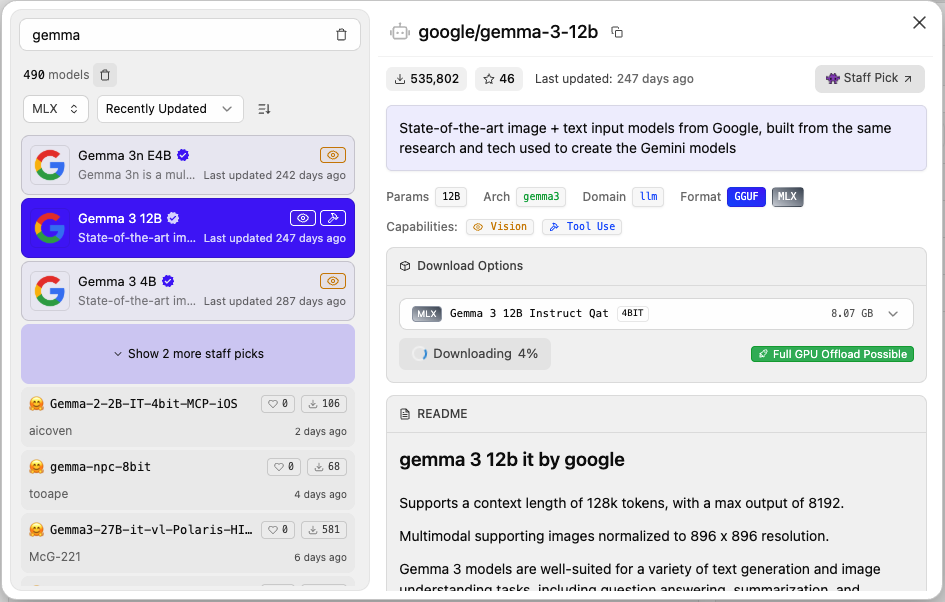 gemma
490 models
MLX
Recently Updated
Gemma 3n E4B
Gemma 3n is a mul... Last updated 242 days ago
Gemma 3 12B
State-of-the-art im... Last updated 247 days ago
Gemma 3 4B
State-of-the-art im... Last updated 287 days ago
Show 2 more staff picks
Gemma-2-2B-IT-4bit-MCP-iOS 0 106
aicoven 2 days ago
gemma-npc-8bit 0 68
tooape 4 days ago
Gemma3-27B-it-vl-Polaris-HI... 0 581
McG-221 6 days ago
google/gemma-3-12b
535,802 46 Last updated: 247 days ago Staff Pick
State-of-the-art image + text input models from Google, built from the same
research and tech used to create the Gemini models
Params 12B Arch gemma3 Domain llm Format GGUF MLX
Capabilities: Vision Tool Use
Download Options
MLX Gemma 3 12B Instruct Qat 4BIT 8.07 GB
Downloading 4% Full GPU Offload Possible
README
gemma 3 12b it by google
Supports a context length of 128k tokens, with a max output of 8192.
Multimodal supporting images normalized to 896 x 896 resolution.
Gemma 3 models are well-suited for a variety of text generation and image
understanding tasks, including question answering, summarization, and